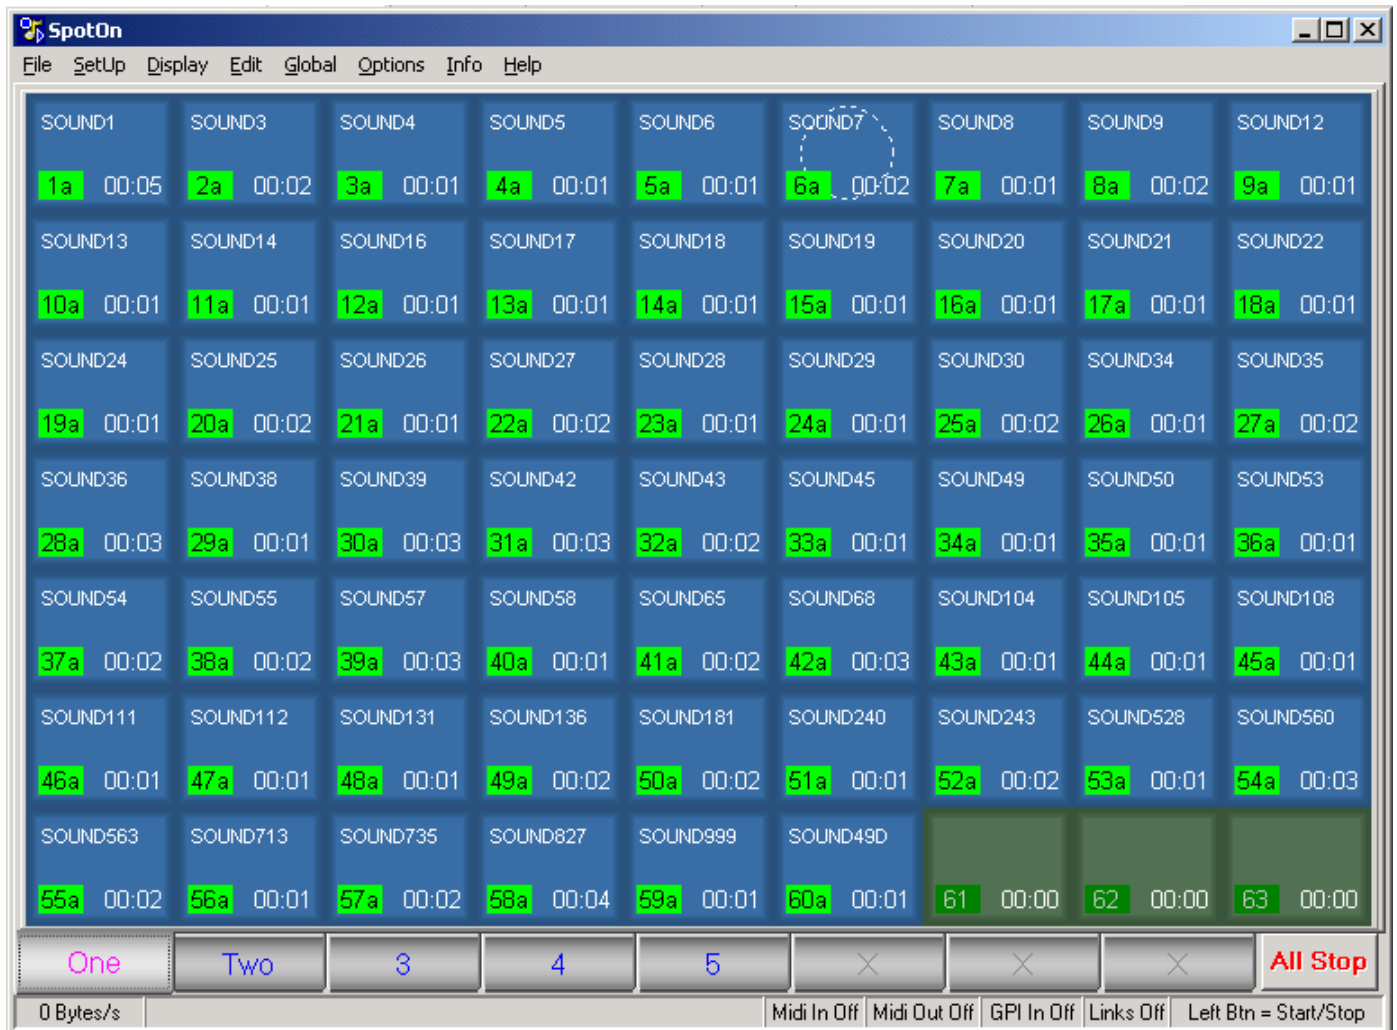 SpotOn
File SetUp Display Edit Global Options Info Help
SOUND1 SOUND3 SOUND4 SOUND5 SOUND6 SOUND7 SOUND8 SOUND9 SOUND12
1a 00:05 2a 00:02 3a 00:01 4a 00:01 5a 00:01 6a 00:02 7a 00:01 8a 00:02 9a 00:01
SOUND13 SOUND14 SOUND16 SOUND17 SOUND18 SOUND19 SOUND20 SOUND21 SOUND22
10a 00:01 11a 00:01 12a 00:01 13a 00:01 14a 00:01 15a 00:01 16a 00:01 17a 00:01 18a 00:01
SOUND24 SOUND25 SOUND26 SOUND27 SOUND28 SOUND29 SOUND30 SOUND34 SOUND35
19a 00:01 20a 00:02 21a 00:01 22a 00:02 23a 00:01 24a 00:01 25a 00:02 26a 00:01 27a 00:02
SOUND36 SOUND38 SOUND39 SOUND42 SOUND43 SOUND45 SOUND49 SOUND50 SOUND53
28a 00:03 29a 00:01 30a 00:03 31a 00:03 32a 00:02 33a 00:01 34a 00:01 35a 00:01 36a 00:01
SOUND54 SOUND55 SOUND57 SOUND58 SOUND65 SOUND68 SOUND104 SOUND105 SOUND108
37a 00:02 38a 00:02 39a 00:03 40a 00:01 41a 00:02 42a 00:03 43a 00:01 44a 00:01 45a 00:01
SOUND111 SOUND112 SOUND131 SOUND136 SOUND181 SOUND240 SOUND243 SOUND528 SOUND560
46a 00:01 47a 00:01 48a 00:01 49a 00:02 50a 00:02 51a 00:01 52a 00:02 53a 00:01 54a 00:03
SOUND563 SOUND713 SOUND735 SOUND827 SOUND999 SOUND49D
55a 00:02 56a 00:01 57a 00:02 58a 00:04 59a 00:01 60a 00:01 61 00:00 62 00:00 63 00:00
One Two 3 4 5 X X X All Stop
0 Bytes/s Midi In Off Midi Out Off GPI In Off Links Off Left Btn = Start/Stop